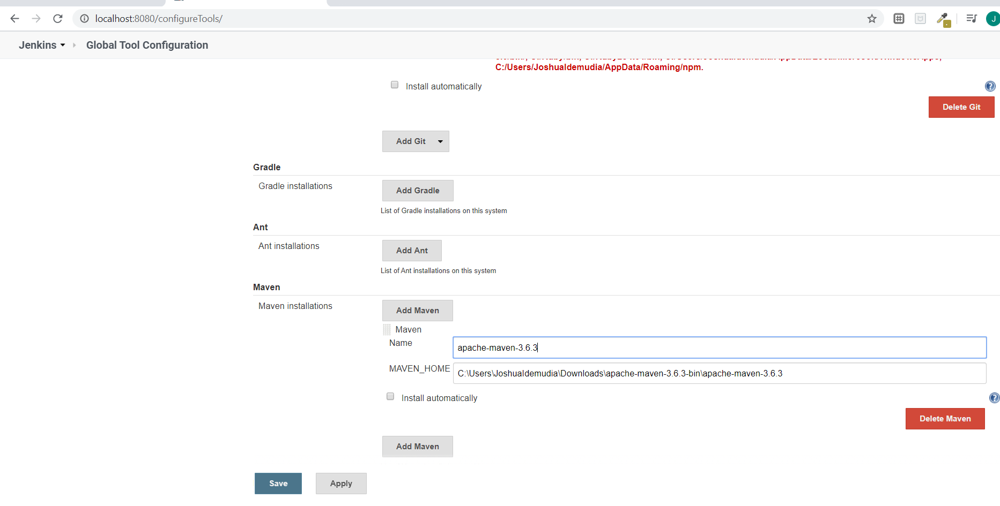 localhost:8080/configureTools/
J
Jenkins
Global Tool Configuration
C:/Users/JoshuaIdemudia/AppData/Roaming/npm.
Install automatically
Delete Git
Add Git
Gradle
Gradle installations
Add Gradle
List of Gradle installations on this system
Ant
Ant installations
Add Ant
List of Ant installations on this system
Maven
Maven installations
Add Maven
Maven
Name
apache-maven-3.6.3
MAVEN_HOME
C:\Users\JoshuaIdemudia\Downloads\apache-maven-3.6.3-bin\apache-maven-3.6.3
Install automatically
Delete Maven
Add Maven
Save
Apply